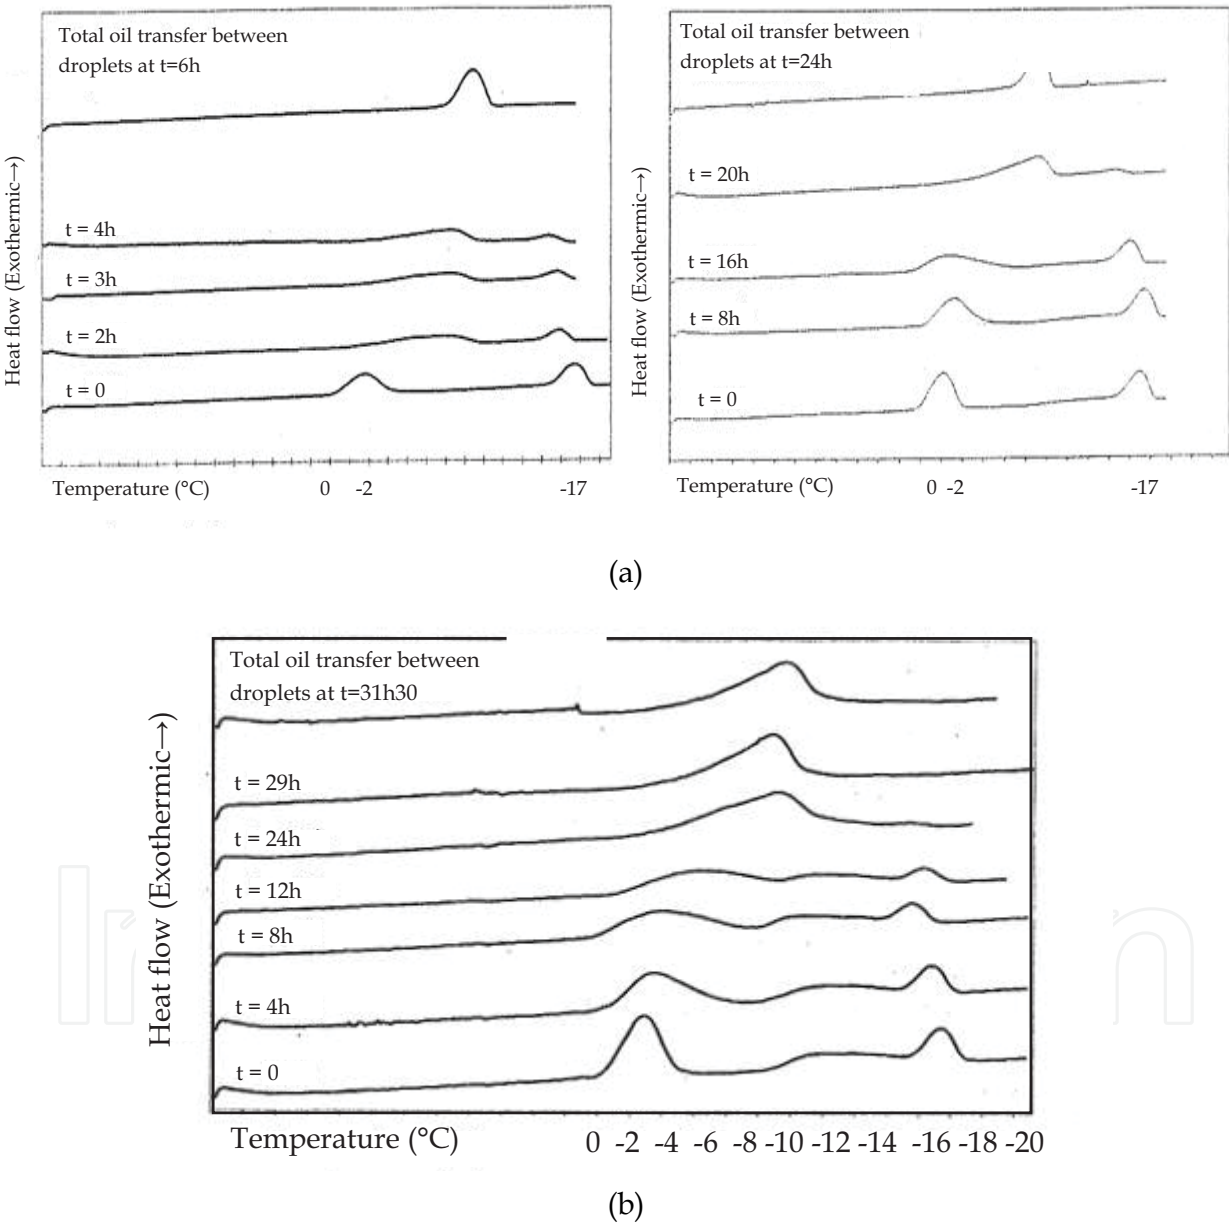 Total oil transfer between
droplets at t=6h
t = 4h
t = 3h
t = 2h
t = 0
Heat flow (Exothermic→)
Temperature (°C) 0 -2 -17
Total oil transfer between
droplets at t=24h
t = 20h
t = 16h
t = 8h
t = 0
Heat flow (Exothermic→)
Temperature (°C) 0 -2 -17
(a)
Total oil transfer between
droplets at t=31h30
t = 29h
t = 24h
t = 12h
t = 8h
t = 4h
t = 0
Heat flow (Exothermic→)
Temperature (°C) 0 -2 -4 -6 -8 -10 -12 -14 -16 -18 -20
(b)